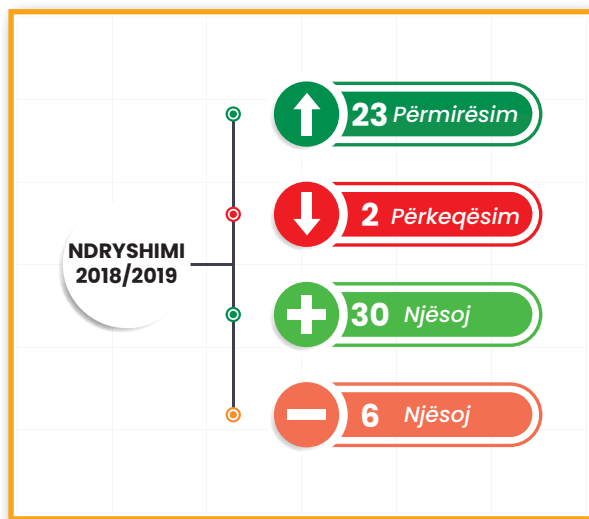 NDRYSHIMI
2018/2019
23 Përmirësim
2 Përkeqësim
30 Njësoj
6 Njësoj